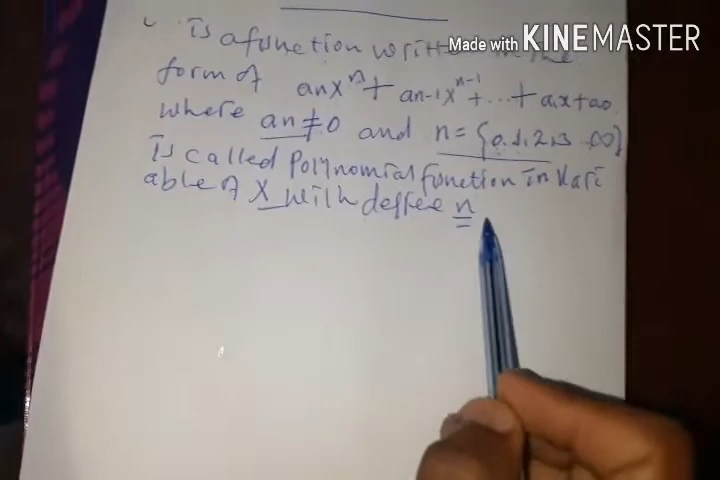 is a function written in the
Made with KINEMASTER
form of anxⁿ + an-1xⁿ⁻¹ + ... + a1x + a0.
where an ≠ 0 and n = {0,1,2,3..∞}
is called Polynomial function in vari
able of x with degree n